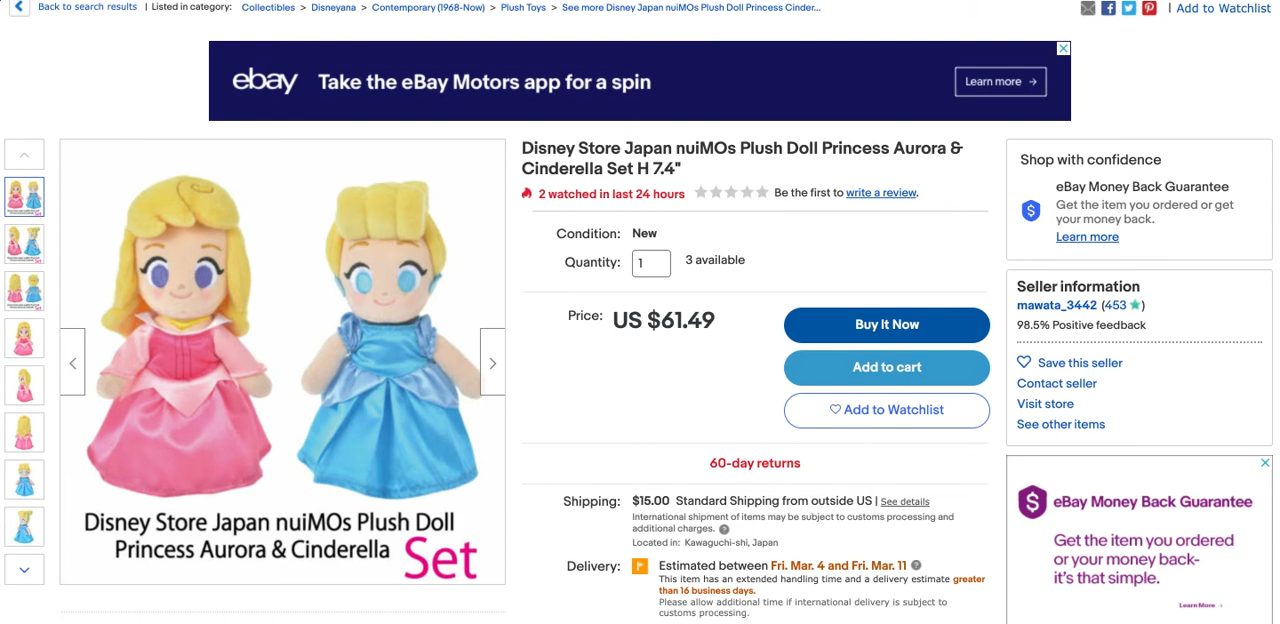 Back to search results | Listed in category: Collectibles > Disneyana > Contemporary (1968-Now) > Plush Toys > See more Disney Japan nuiMOs Plush Doll Princess Cinder... | Add to Watchlist
ebay Take the eBay Motors app for a spin Learn more →
Disney Store Japan nuiMOs Plush Doll Princess Aurora &
Cinderella Set H 7.4"
2 watched in last 24 hours Be the first to write a review.
Condition: New
Quantity: 1 3 available
Price: US $61.49
Buy It Now
Add to cart
Add to Watchlist
60-day returns
Shipping: $15.00 Standard Shipping from outside US | See details
International shipment of items may be subject to customs processing and
additional charges.
Located in: Kawaguchi-shi, Japan
Delivery: Estimated between Fri. Mar. 4 and Fri. Mar. 11
This item has an extended handling time and a delivery estimate greater
than 16 business days.
Please allow additional time if international delivery is subject to
customs processing.
Disney Store Japan nuiMOs Plush Doll
Princess Aurora & Cinderella Set
Shop with confidence
eBay Money Back Guarantee
Get the item you ordered or get
your money back.
Learn more
Seller information
mawata_3442 (453)
98.5% Positive feedback
Save this seller
Contact seller
Visit store
See other items
eBay Money Back Guarantee
Get the item you ordered
or your money back-
it's that simple.
Learn More →